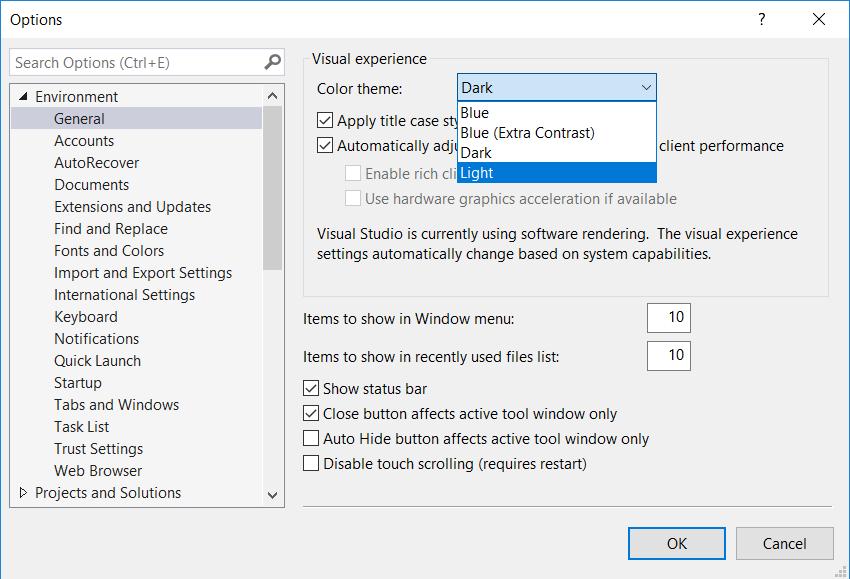 Options
?
Search Options (Ctrl+E)
Environment
General
Accounts
AutoRecover
Documents
Extensions and Updates
Find and Replace
Fonts and Colors
Import and Export Settings
International Settings
Keyboard
Notifications
Quick Launch
Startup
Tabs and Windows
Task List
Trust Settings
Web Browser
Projects and Solutions
Visual experience
Color theme: Dark
Blue
Blue (Extra Contrast)
Dark
Light
Apply title case sty
Automatically adju client performance
Enable rich cli
Use hardware graphics acceleration if available
Visual Studio is currently using software rendering. The visual experience
settings automatically change based on system capabilities.
Items to show in Window menu: 10
Items to show in recently used files list: 10
Show status bar
Close button affects active tool window only
Auto Hide button affects active tool window only
Disable touch scrolling (requires restart)
OK Cancel